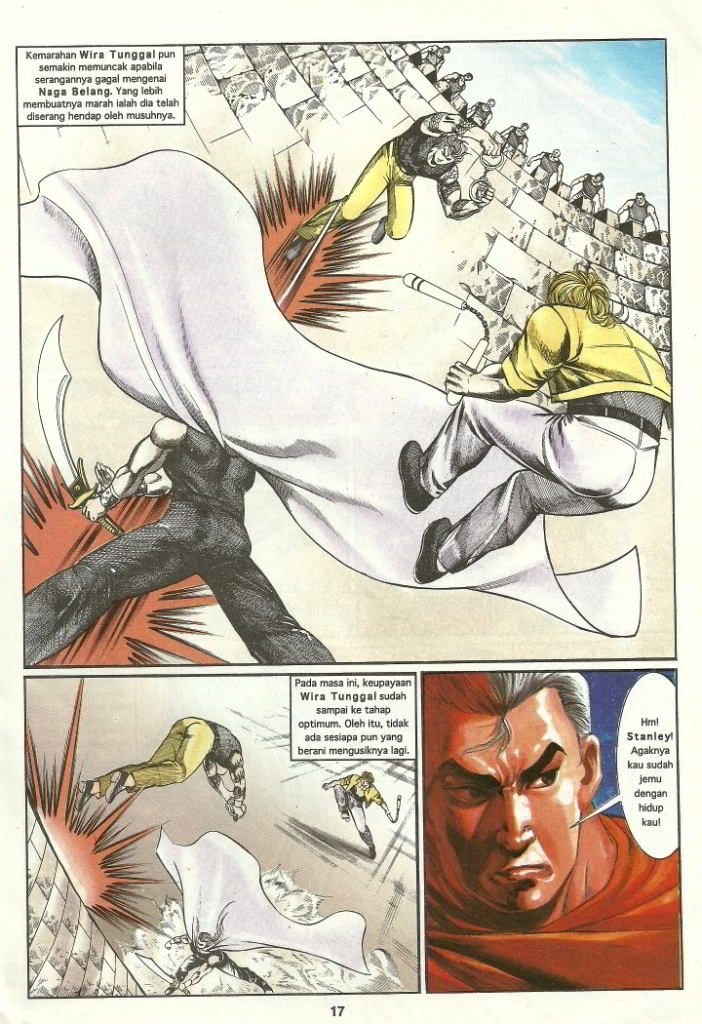 Kemarahan Wira Tunggal pun
semakin memuncak apabila
serangannya gagal mengenai
Naga Belang. Yang lebih
membuatnya marah ialah dia telah
diserang hendap oleh musuhnya.
Pada masa ini, keupayaan
Wira Tunggal sudah
sampai ke tahap
optimum. Oleh itu, tidak
ada sesiapa pun yang
berani mengusiknya lagi.
Hm!
Stanley!
Agaknya
kau sudah
jemu
dengan
hidup
kau!
17